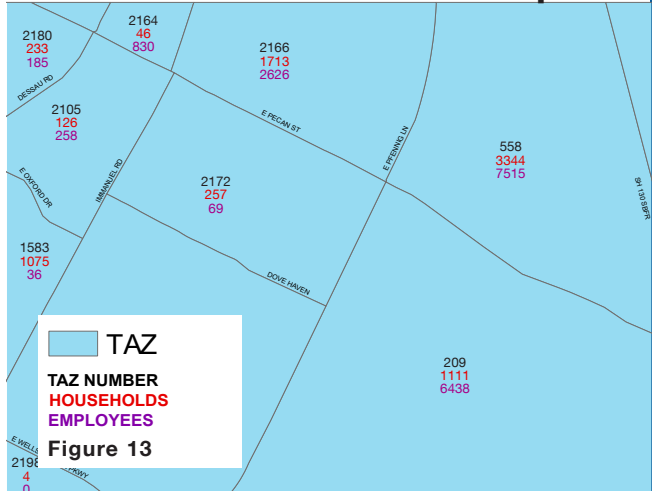 2164
46
830
2180
233
185
2166
1713
2626
DESSAU RD
2105
126
258
E PECAN ST
E PFENNIG LN
558
3344
7515
E OXFORD DR
IMMANUEL RD
2172
257
69
SH 130 SBFR
1583
1075
36
DOVE HAVEN
TAZ
TAZ NUMBER
HOUSEHOLDS
EMPLOYEES
Figure 13
209
1111
6438
E WELLS
PKWY
2198
4
0